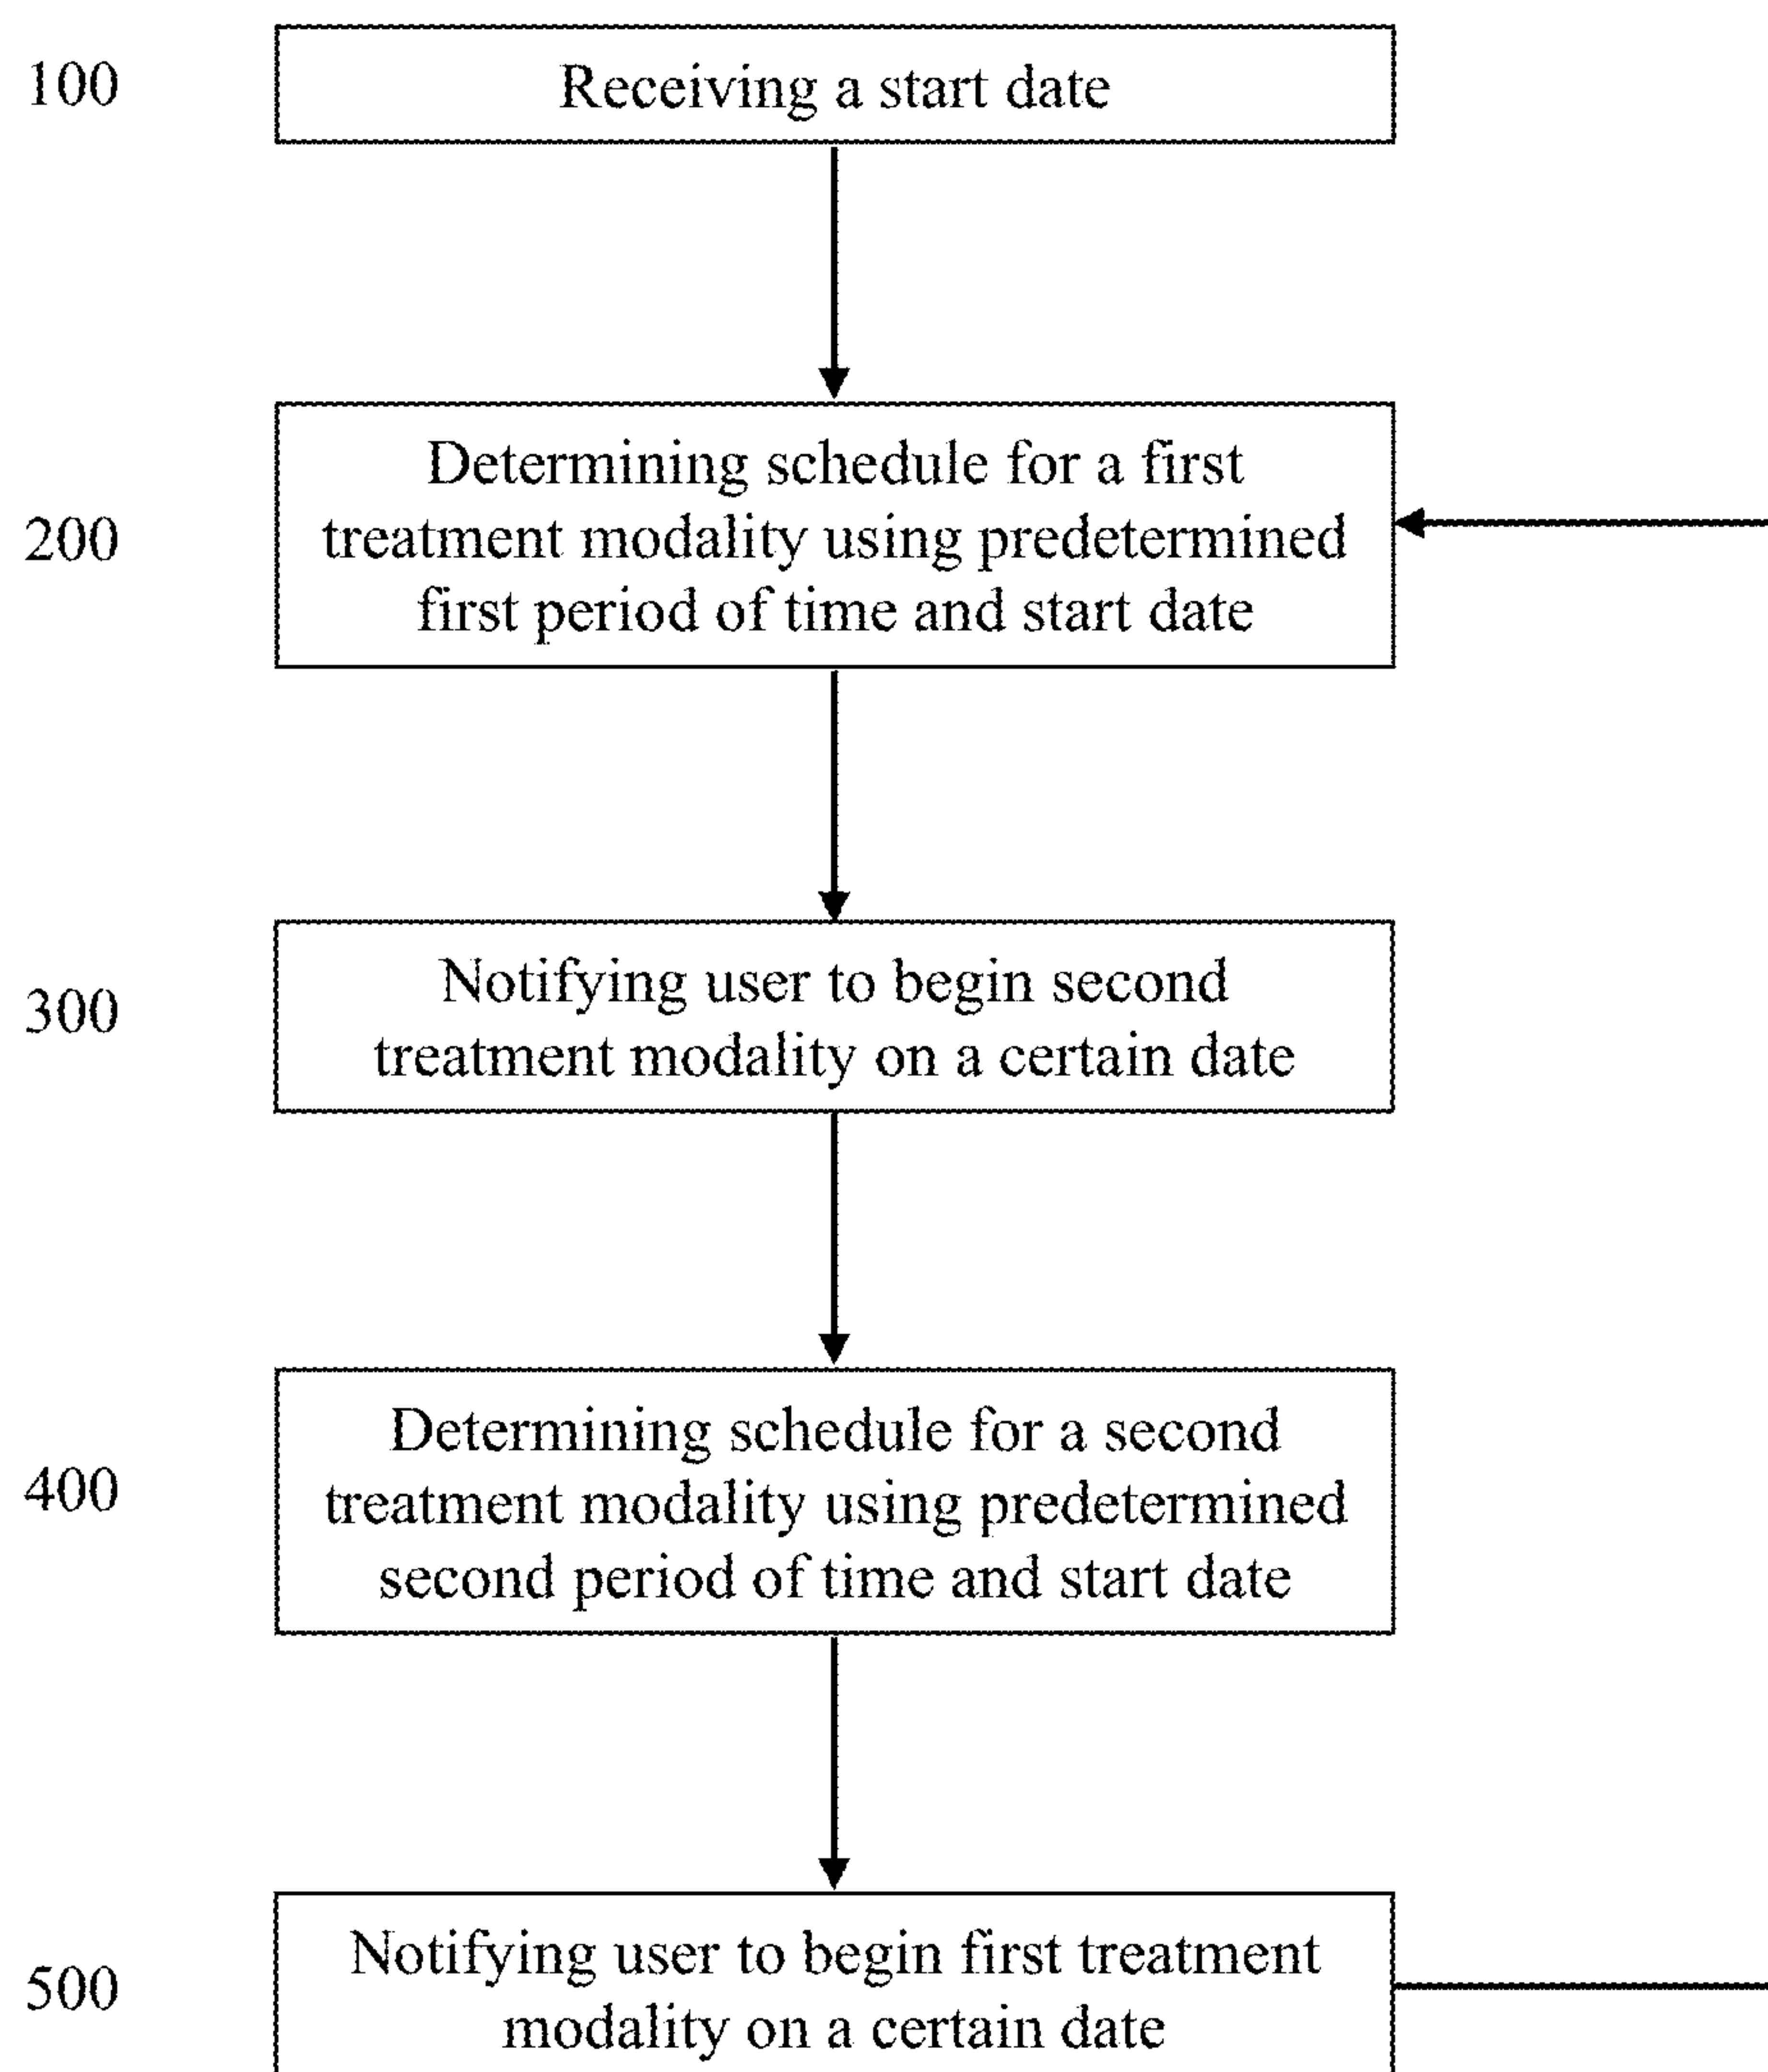 100
Receiving a start date
200
Determining schedule for a first
treatment modality using predetermined
first period of time and start date
300
Notifying user to begin second
treatment modality on a certain date
400
Determining schedule for a second
treatment modality using predetermined
second period of time and start date
500
Notifying user to begin first treatment
modality on a certain date